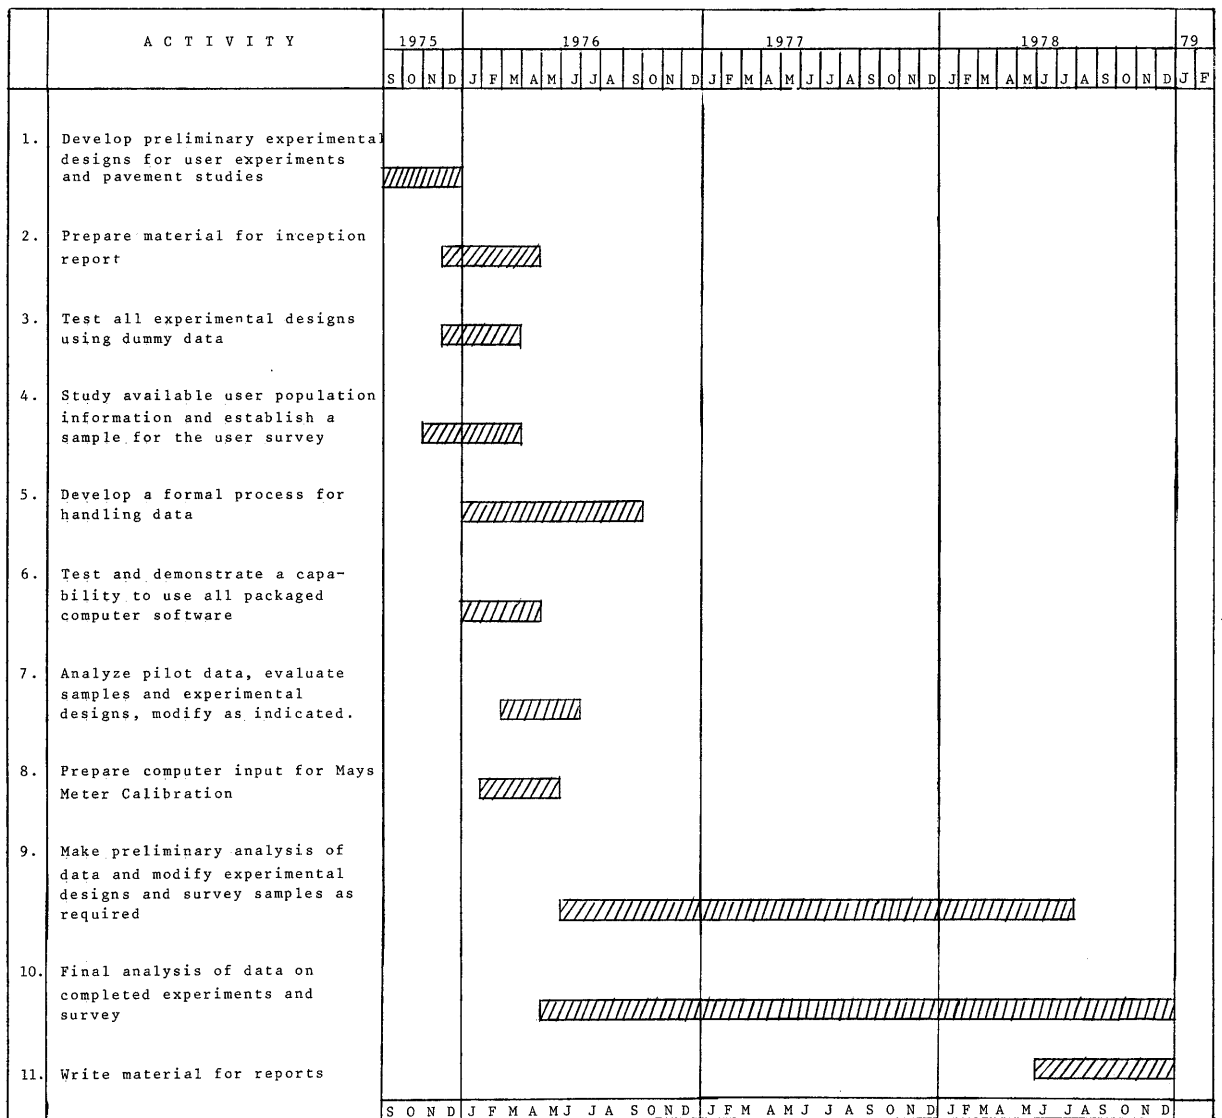 A C T I V I T Y
1975 1976 1977 1978 79
S O N D J F M A M J J A S O N D J F M A M J J A S O N D J F M A M J J A S O N D J F
1. Develop preliminary experimental
designs for user experiments
and pavement studies
2. Prepare material for inception
report
3. Test all experimental designs
using dummy data
4. Study available user population
information and establish a
sample for the user survey
5. Develop a formal process for
handling data
6. Test and demonstrate a capa-
bility to use all packaged
computer software
7. Analyze pilot data, evaluate
samples and experimental
designs, modify as indicated.
8. Prepare computer input for Mays
Meter Calibration
9. Make preliminary analysis of
data and modify experimental
designs and survey samples as
required
10. Final analysis of data on
completed experiments and
survey
11. Write material for reports
S O N D J F M A M J J A S O N D J F M A M J J A S O N D J F M A M J J A S O N D J F